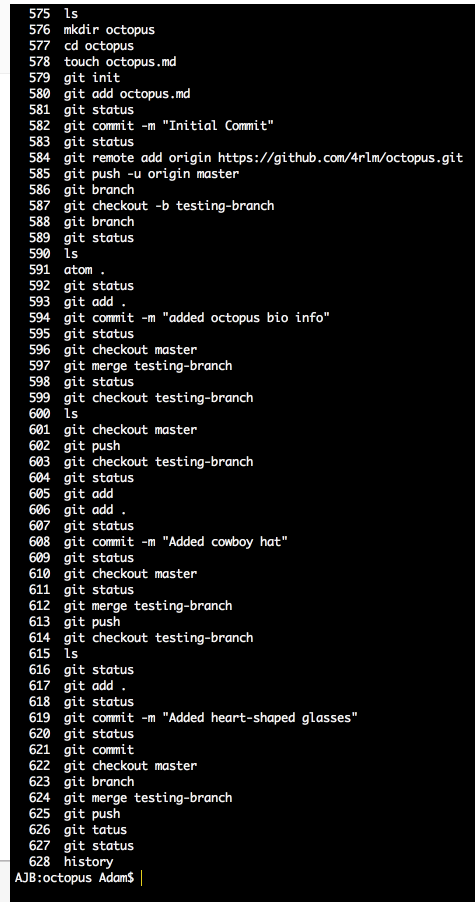 575 ls
576 mkdir octopus
577 cd octopus
578 touch octopus.md
579 git init
580 git add octopus.md
581 git status
582 git commit -m "Initial Commit"
583 git status
584 git remote add origin https://github.com/4rlm/octopus.git
585 git push -u origin master
586 git branch
587 git checkout -b testing-branch
588 git branch
589 git status
590 ls
591 atom .
592 git status
593 git add .
594 git commit -m "added octopus bio info"
595 git status
596 git checkout master
597 git merge testing-branch
598 git status
599 git checkout testing-branch
600 ls
601 git checkout master
602 git push
603 git checkout testing-branch
604 git status
605 git add
606 git add .
607 git status
608 git commit -m "Added cowboy hat"
609 git status
610 git checkout master
611 git status
612 git merge testing-branch
613 git push
614 git checkout testing-branch
615 ls
616 git status
617 git add .
618 git status
619 git commit -m "Added heart-shaped glasses"
620 git status
621 git commit
622 git checkout master
623 git branch
624 git merge testing-branch
625 git push
626 git tatus
627 git status
628 history
AJB:octopus Adam$